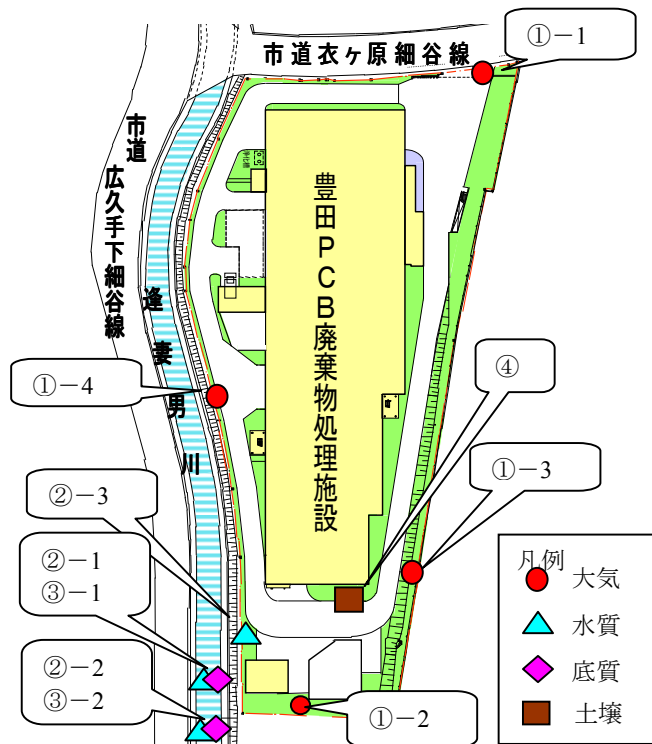 ①－1
市道衣ヶ原細谷線
市道
広久手下細谷線
逢妻男川
豊田ＰＣＢ廃棄物処理施設
①－4
④
①－3
②－3
②－1
③－1
②－2
③－2
①－2
凡例
大気
水質
底質
土壌